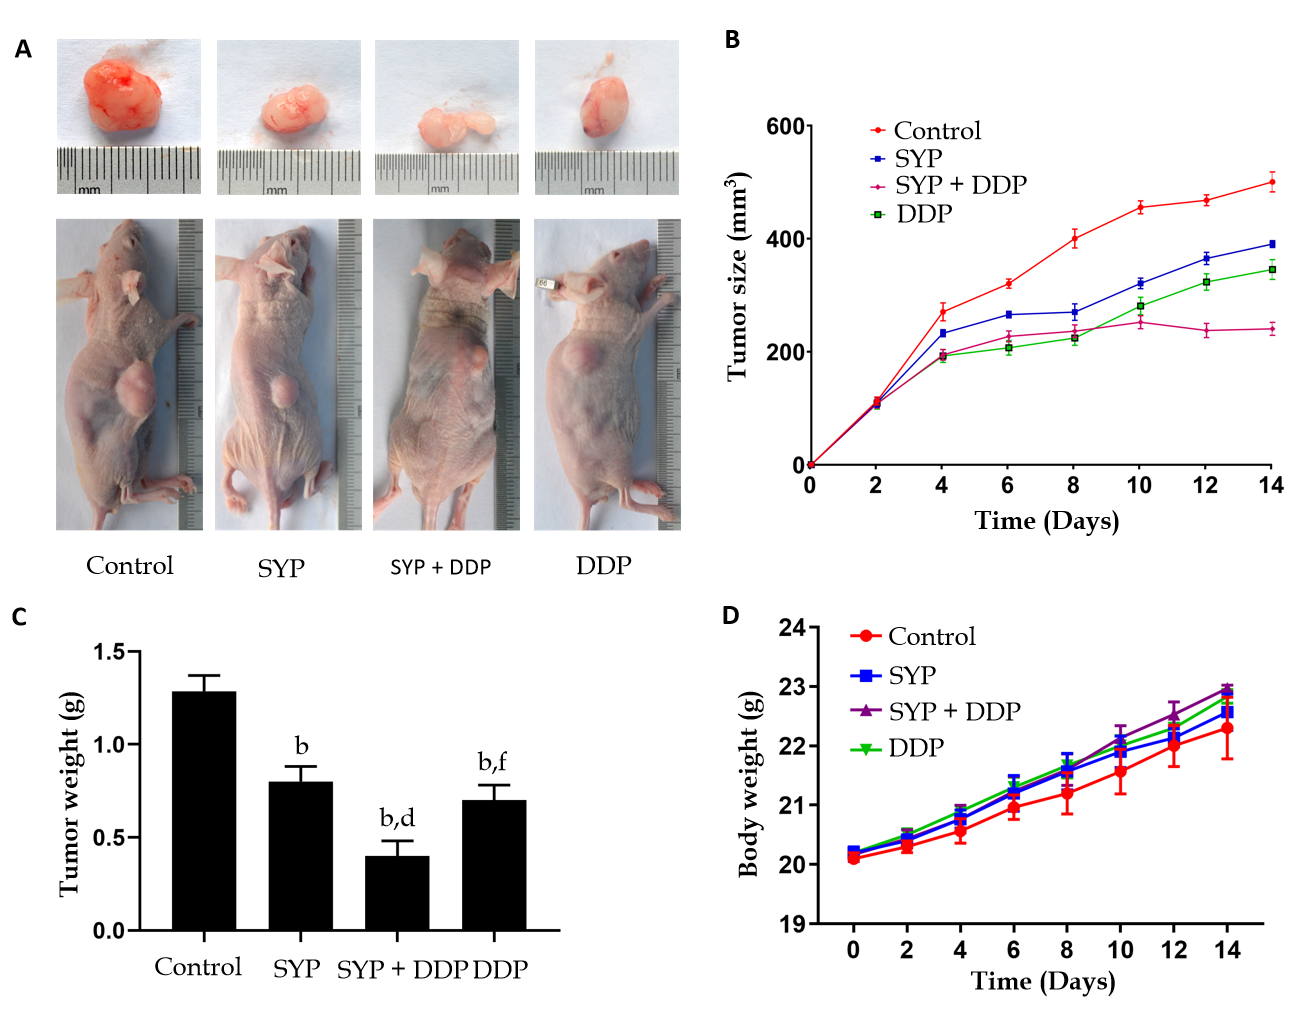 A
mm
mm
mm
mm
66
Control
SYP
SYP + DDP
DDP
B
Tumor size (mm³)
600
400
200
0
Control
SYP
SYP + DDP
DDP
0 2 4 6 8 10 12 14
Time (Days)
C
Tumor weight (g)
1.5
1.0
0.5
0.0
b
b,d
b,f
Control SYP SYP + DDP DDP
D
Body weight (g)
24
23
22
21
20
19
Control
SYP
SYP + DDP
DDP
0 2 4 6 8 10 12 14
Time (Days)